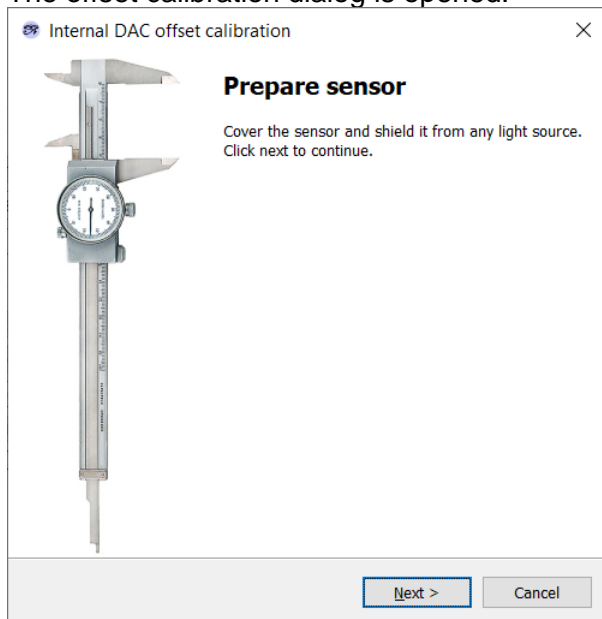 The offset calibration dialog is opened.
Internal DAC offset calibration
Prepare sensor
Cover the sensor and shield it from any light source.
Click next to continue.
Next >
Cancel